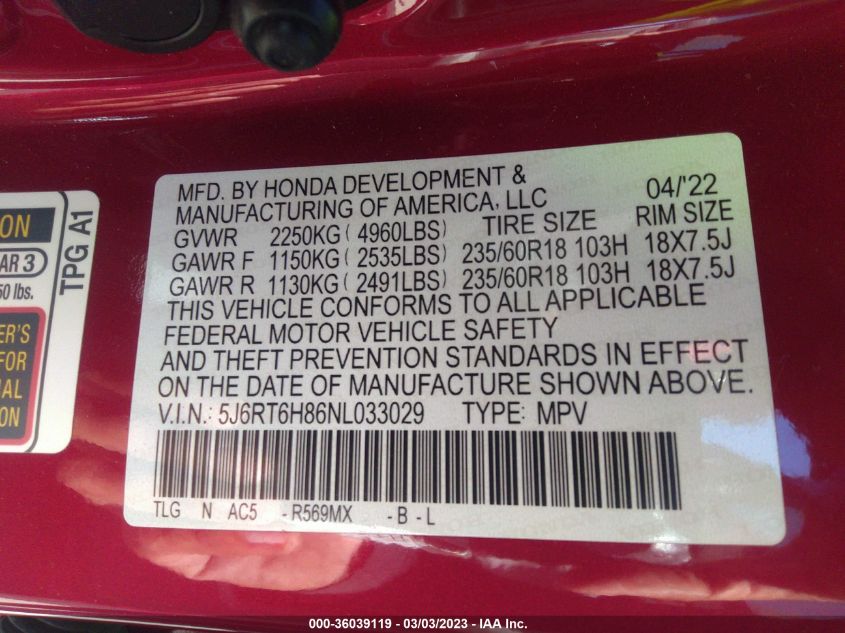 MFD. BY HONDA DEVELOPMENT & 04/'22
MANUFACTURING OF AMERICA, LLC
TIRE SIZE RIM SIZE
GVWR 2250KG ( 4960LBS)
GAWR F 1150KG ( 2535LBS) 235/60R18 103H 18X7.5J
GAWR R 1130KG ( 2491LBS) 235/60R18 103H 18X7.5J
THIS VEHICLE CONFORMS TO ALL APPLICABLE
FEDERAL MOTOR VEHICLE SAFETY
AND THEFT PREVENTION STANDARDS IN EFFECT
ON THE DATE OF MANUFACTURE SHOWN ABOVE.
V.I.N.: 5J6RT6H86NL033029 TYPE: MPV
TLG N AC5 -R569MX -B -L
ON
AR 3
50 lbs.
ER'S
FOR
AL
ON
TPG A1
000-36039119 - 03/03/2023 - IAA Inc.